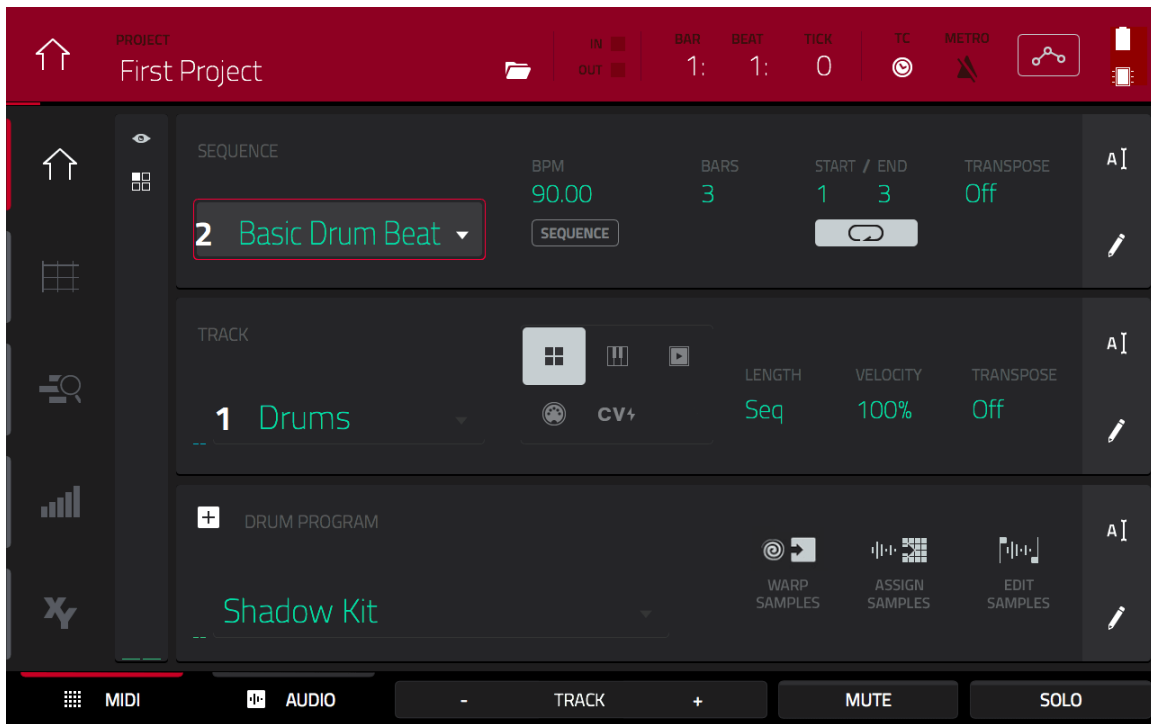 PROJECT
First Project
IN
OUT
BAR BEAT TICK TC METRO
1: 1: 0
SEQUENCE
2 Basic Drum Beat
BPM
90.00
SEQUENCE
BARS
3
START / END
1 3
TRANSPOSE
Off
A
TRACK
1 Drums
CV
LENGTH
Seq
VELOCITY
100%
TRANSPOSE
Off
A
DRUM PROGRAM
Shadow Kit
WARP
SAMPLES
ASSIGN
SAMPLES
EDIT
SAMPLES
A
XY
MIDI AUDIO - TRACK + MUTE SOLO